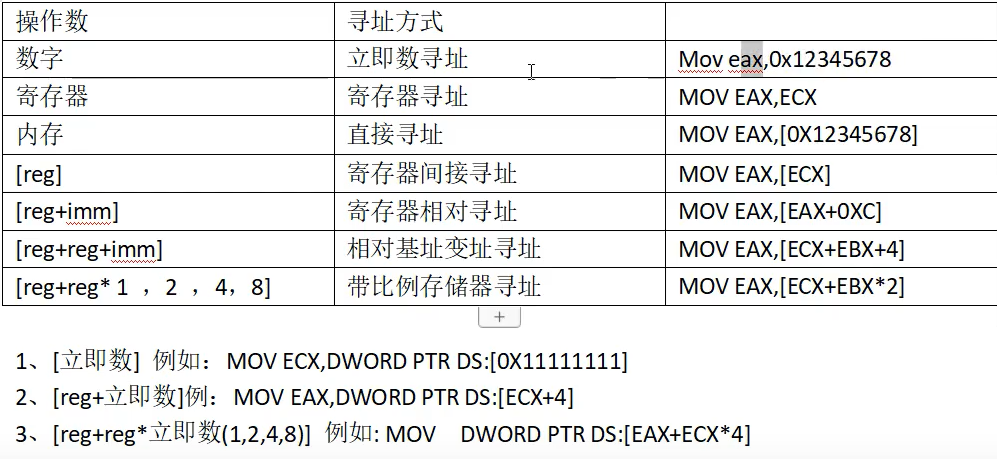 操作数 寻址方式
数字 立即数寻址 Mov eax,0x12345678
寄存器 寄存器寻址 MOV EAX,ECX
内存 直接寻址 MOV EAX,[0X12345678]
[reg] 寄存器间接寻址 MOV EAX,[ECX]
[reg+imm] 寄存器相对寻址 MOV EAX,[EAX+0XC]
[reg+reg+imm] 相对基址变址寻址 MOV EAX,[ECX+EBX+4]
[reg+reg* 1 ，2 ，4，8] 带比例存储器寻址 MOV EAX,[ECX+EBX*2]
1、[立即数] 例如：MOV ECX,DWORD PTR DS:[0X11111111]
2、[reg+立即数]例：MOV EAX,DWORD PTR DS:[ECX+4]
3、[reg+reg*立即数(1,2,4,8)] 例如: MOV DWORD PTR DS:[EAX+ECX*4]